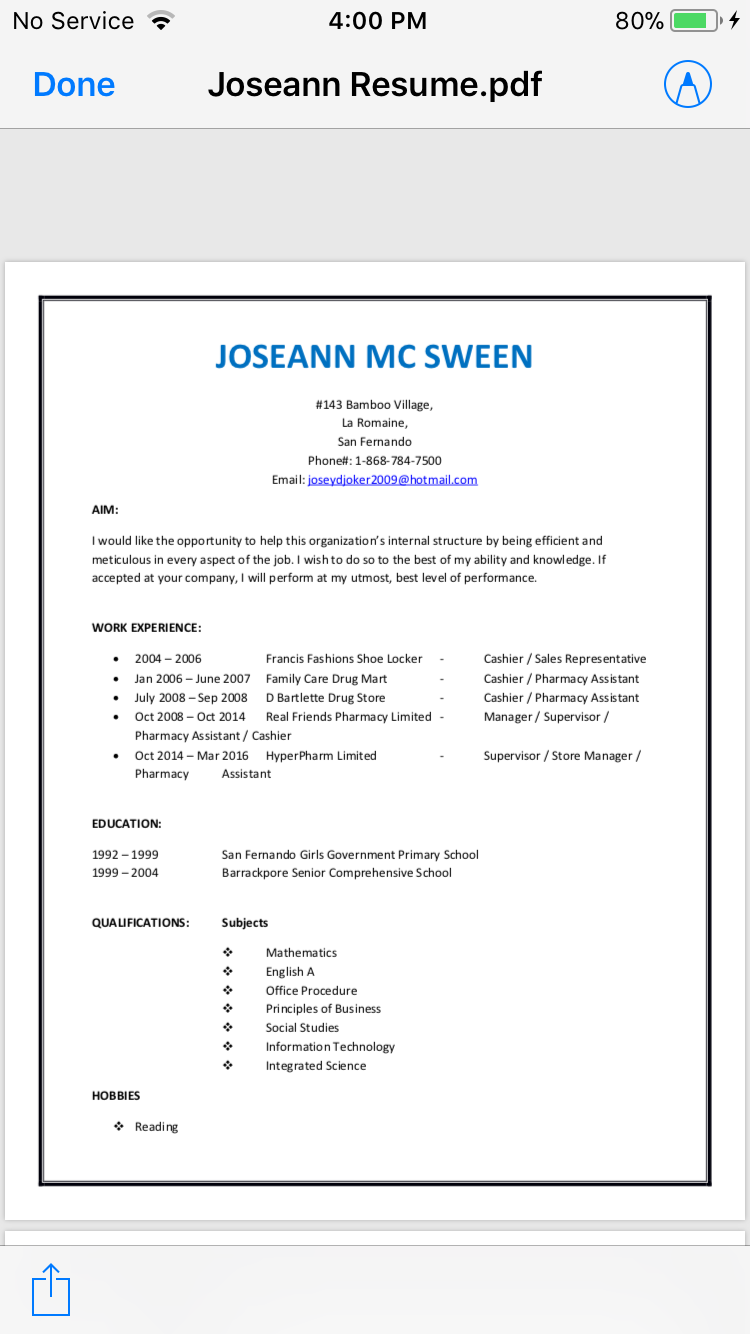 No Service 4:00 PM 80%
Done Joseann Resume.pdf
JOSEANN MC SWEEN
#143 Bamboo Village,
La Romaine,
San Fernando
Phone#: 1-868-784-7500
Email: joseydjoker2009@hotmail.com
AIM:
I would like the opportunity to help this organization's internal structure by being efficient and
meticulous in every aspect of the job. I wish to do so to the best of my ability and knowledge. If
accepted at your company, I will perform at my utmost, best level of performance.
WORK EXPERIENCE:
• 2004 – 2006 Francis Fashions Shoe Locker - Cashier / Sales Representative
• Jan 2006 – June 2007 Family Care Drug Mart - Cashier / Pharmacy Assistant
• July 2008 – Sep 2008 D Bartlette Drug Store - Cashier / Pharmacy Assistant
• Oct 2008 – Oct 2014 Real Friends Pharmacy Limited - Manager / Supervisor /
Pharmacy Assistant / Cashier
• Oct 2014 – Mar 2016 HyperPharm Limited - Supervisor / Store Manager /
Pharmacy Assistant
EDUCATION:
1992 – 1999 San Fernando Girls Government Primary School
1999 – 2004 Barrackpore Senior Comprehensive School
QUALIFICATIONS: Subjects
❖ Mathematics
❖ English A
❖ Office Procedure
❖ Principles of Business
❖ Social Studies
❖ Information Technology
❖ Integrated Science
HOBBIES
❖ Reading